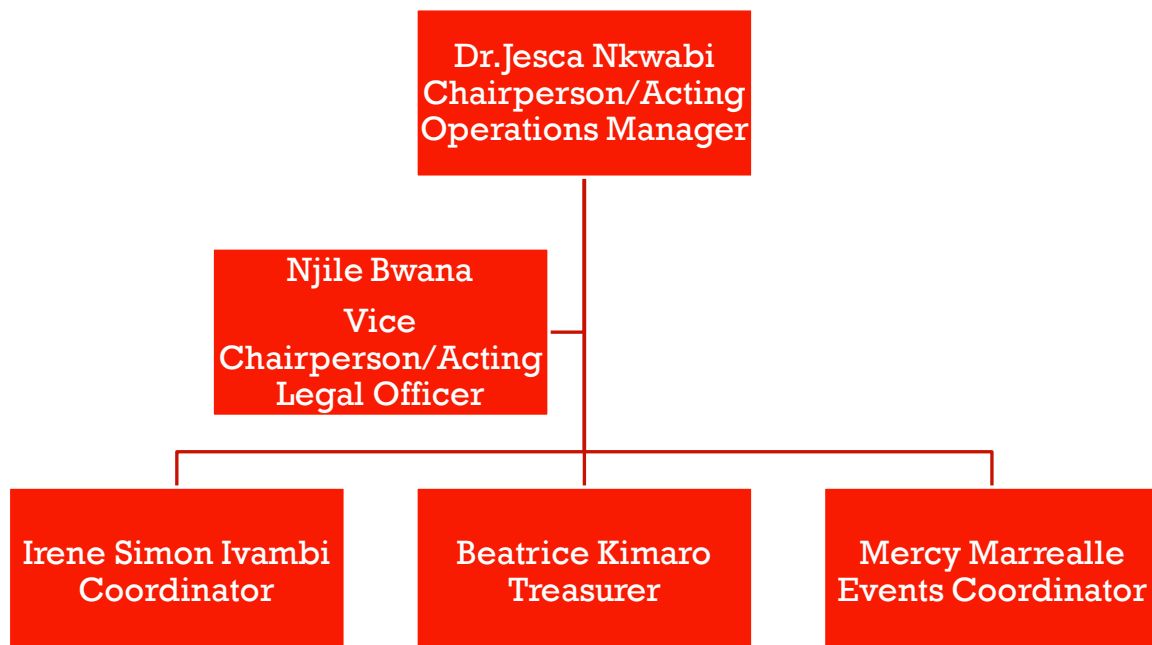 Dr.Jesca Nkwabi
Chairperson/Acting
Operations Manager
Njile Bwana
Vice
Chairperson/Acting
Legal Officer
Irene Simon Ivambi
Coordinator
Beatrice Kimaro
Treasurer
Mercy Marrealle
Events Coordinator